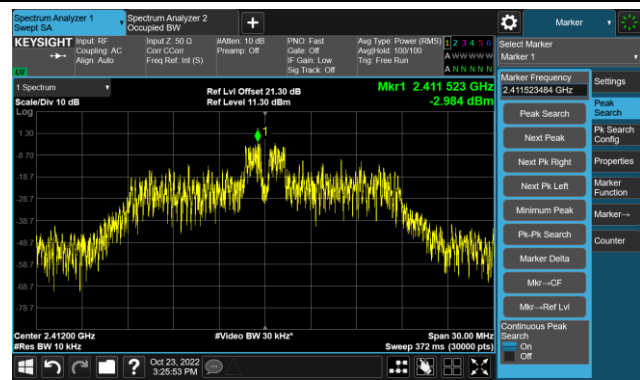 Spectrum Analyzer 1
Swept SA
Spectrum Analyzer 2
Occupied BW
Marker
KEYSIGHT
Input: RF
Coupling: AC
Align: Auto
Input Z: 50 Ω
Corr CCorr
Freq Ref: Int (S)
#Atten: 10 dB
Preamp: Off
PNO: Fast
Gate: Off
IF Gain: Low
Sig Track: Off
Avg Type: Power (RMS)
Avg|Hold: 100/100
Trig: Free Run
1 2 3 4 5 6
A W W W W W
A N N N N N
Select Marker
Marker 1
1 Spectrum
Scale/Div 10 dB
Log
Ref Lvl Offset 21.30 dB
Ref Level 11.30 dBm
Mkr1 2.411 523 GHz
-2.984 dBm
1
1.30
-8.70
-18.7
-28.7
-38.7
-48.7
-58.7
-68.7
-78.7
Center 2.41200 GHz
#Res BW 10 kHz
#Video BW 30 kHz*
Span 30.00 MHz
Sweep 372 ms (30000 pts)
Marker Frequency
2.411523484 GHz
Peak Search
Next Peak
Next Pk Right
Next Pk Left
Minimum Peak
Pk-Pk Search
Marker Delta
Mkr→CF
Mkr→Ref Lvl
Continuous Peak
Search
On
Off
Settings
Peak
Search
Pk Search
Config
Properties
Marker
Function
Marker→
Counter
Oct 23, 2022
3:25:53 PM